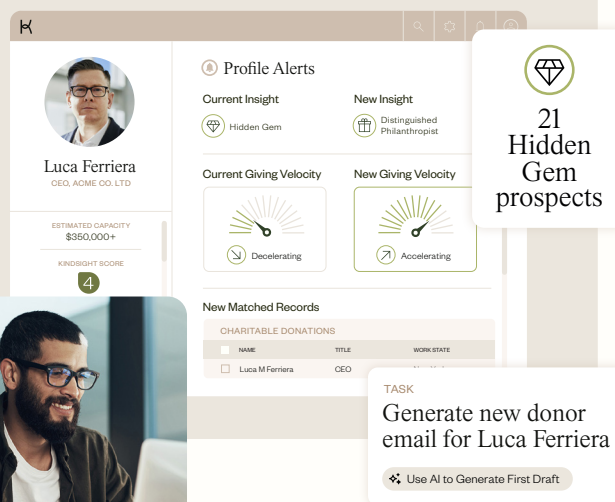 Luca Ferriera
CEO, ACME CO. LTD
ESTIMATED CAPACITY
$350,000+
KINDSIGHT SCORE
4
Profile Alerts
Current Insight
New Insight
Hidden Gem
Distinguished
Philanthropist
Current Giving Velocity
New Giving Velocity
Decelerating
Accelerating
New Matched Records
CHARITABLE DONATIONS
NAME TITLE WORK STATE
Luca M Ferriera CEO
21
Hidden
Gem
prospects
TASK
Generate new donor
email for Luca Ferriera
Use AI to Generate First Draft